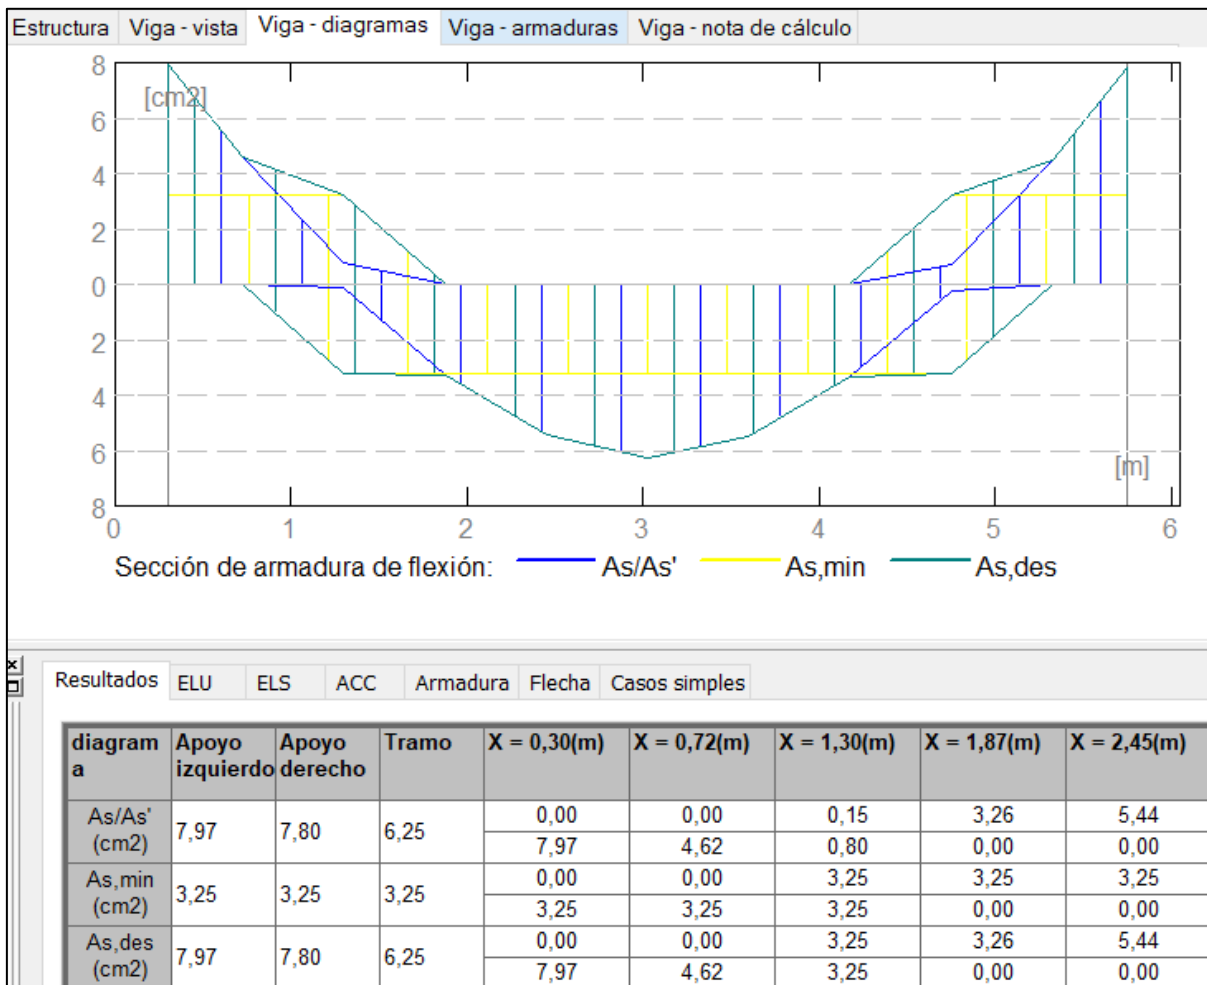 Estructura Viga - vista Viga - diagramas Viga - armaduras Viga - nota de cálculo
8
[cm2]
6
4
2
0
2
4
6
[m]
8
0 1 2 3 4 5 6
Sección de armadura de flexión: As/As' As,min As,des
Resultados ELU ELS ACC Armadura Flecha Casos simples
diagram Apoyo Apoyo Tramo X = 0,30(m) X = 0,72(m) X = 1,30(m) X = 1,87(m) X = 2,45(m)
a izquierdo derecho
As/As' 7,97 7,80 6,25 0,00 0,00 0,15 3,26 5,44
(cm2) 7,97 4,62 0,80 0,00 0,00
As,min 3,25 3,25 3,25 0,00 0,00 3,25 3,25 3,25
(cm2) 3,25 3,25 3,25 0,00 0,00
As,des 7,97 7,80 6,25 0,00 0,00 3,25 3,26 5,44
(cm2) 7,97 4,62 3,25 0,00 0,00